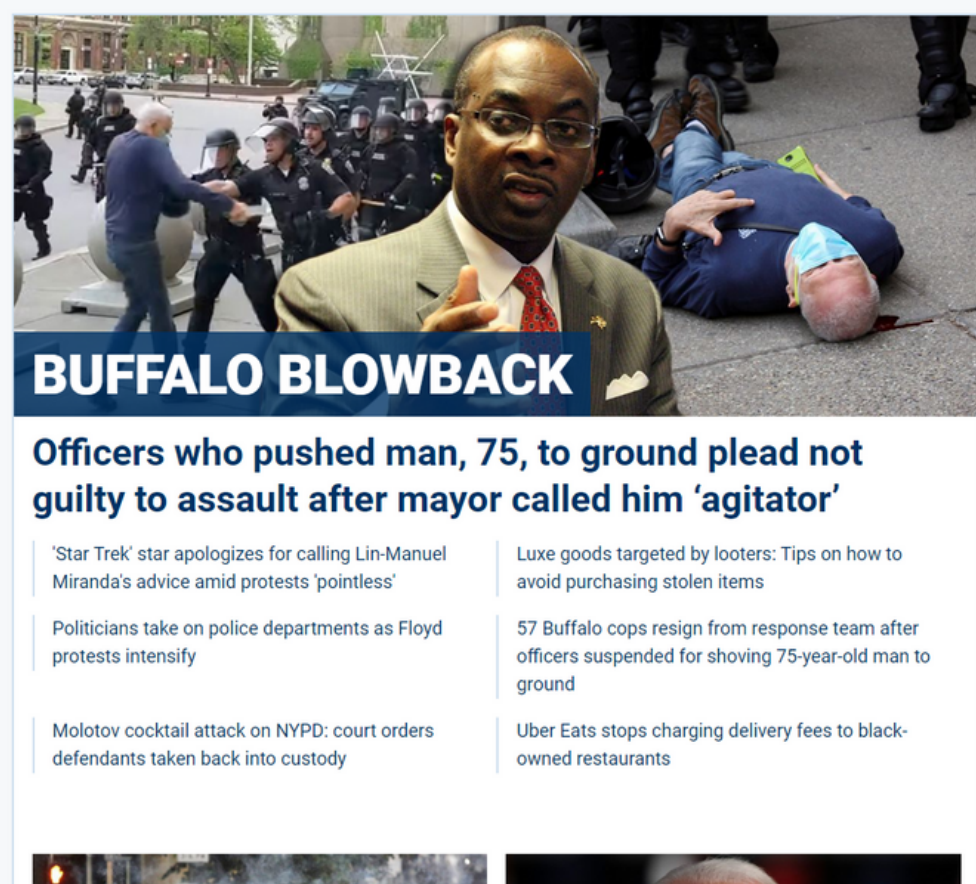 BUFFALO BLOWBACK
Officers who pushed man, 75, to ground plead not
guilty to assault after mayor called him ‘agitator’
'Star Trek' star apologizes for calling Lin-Manuel
Miranda's advice amid protests 'pointless'
Luxe goods targeted by looters: Tips on how to
avoid purchasing stolen items
Politicians take on police departments as Floyd
protests intensify
57 Buffalo cops resign from response team after
officers suspended for shoving 75-year-old man to
ground
Molotov cocktail attack on NYPD: court orders
defendants taken back into custody
Uber Eats stops charging delivery fees to black-
owned restaurants